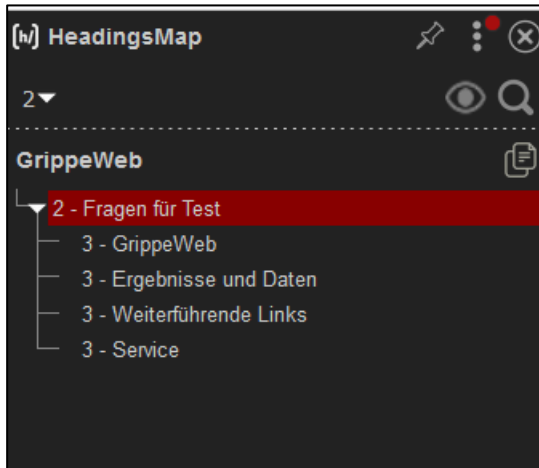 [h/] HeadingsMap
2
GrippeWeb
2 - Fragen für Test
3 - GrippeWeb
3 - Ergebnisse und Daten
3 - Weiterführende Links
3 - Service